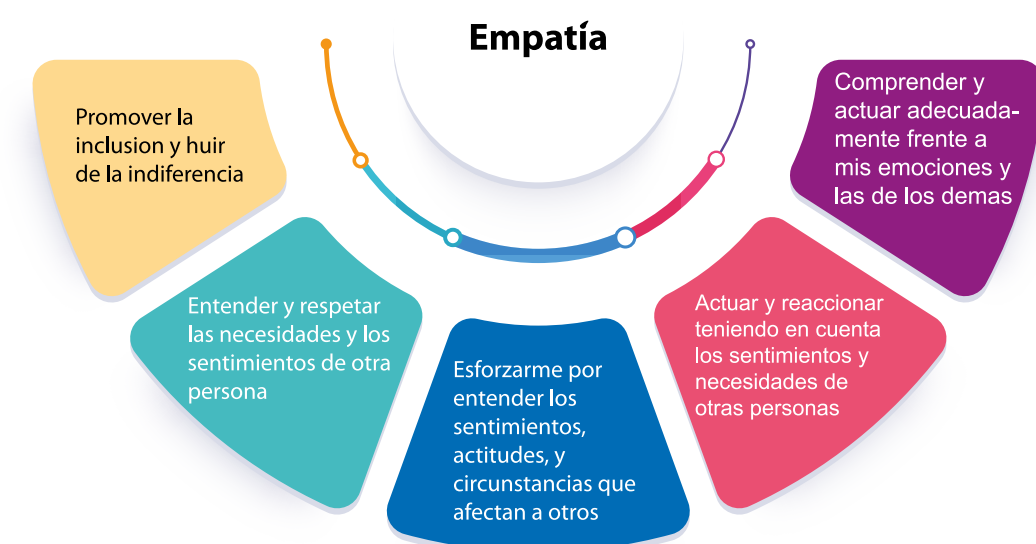 Empatía
Promover la
inclusion y huir
de la indiferencia
Entender y respetar
las necesidades y los
sentimientos de otra
persona
Esforzarme por
entender los
sentimientos,
actitudes, y
circunstancias que
afectan a otros
Actuar y reaccionar
teniendo en cuenta
los sentimientos y
necesidades de
otras personas
Comprender y
actuar adecuada-
mente frente a
mis emociones y
las de los demas